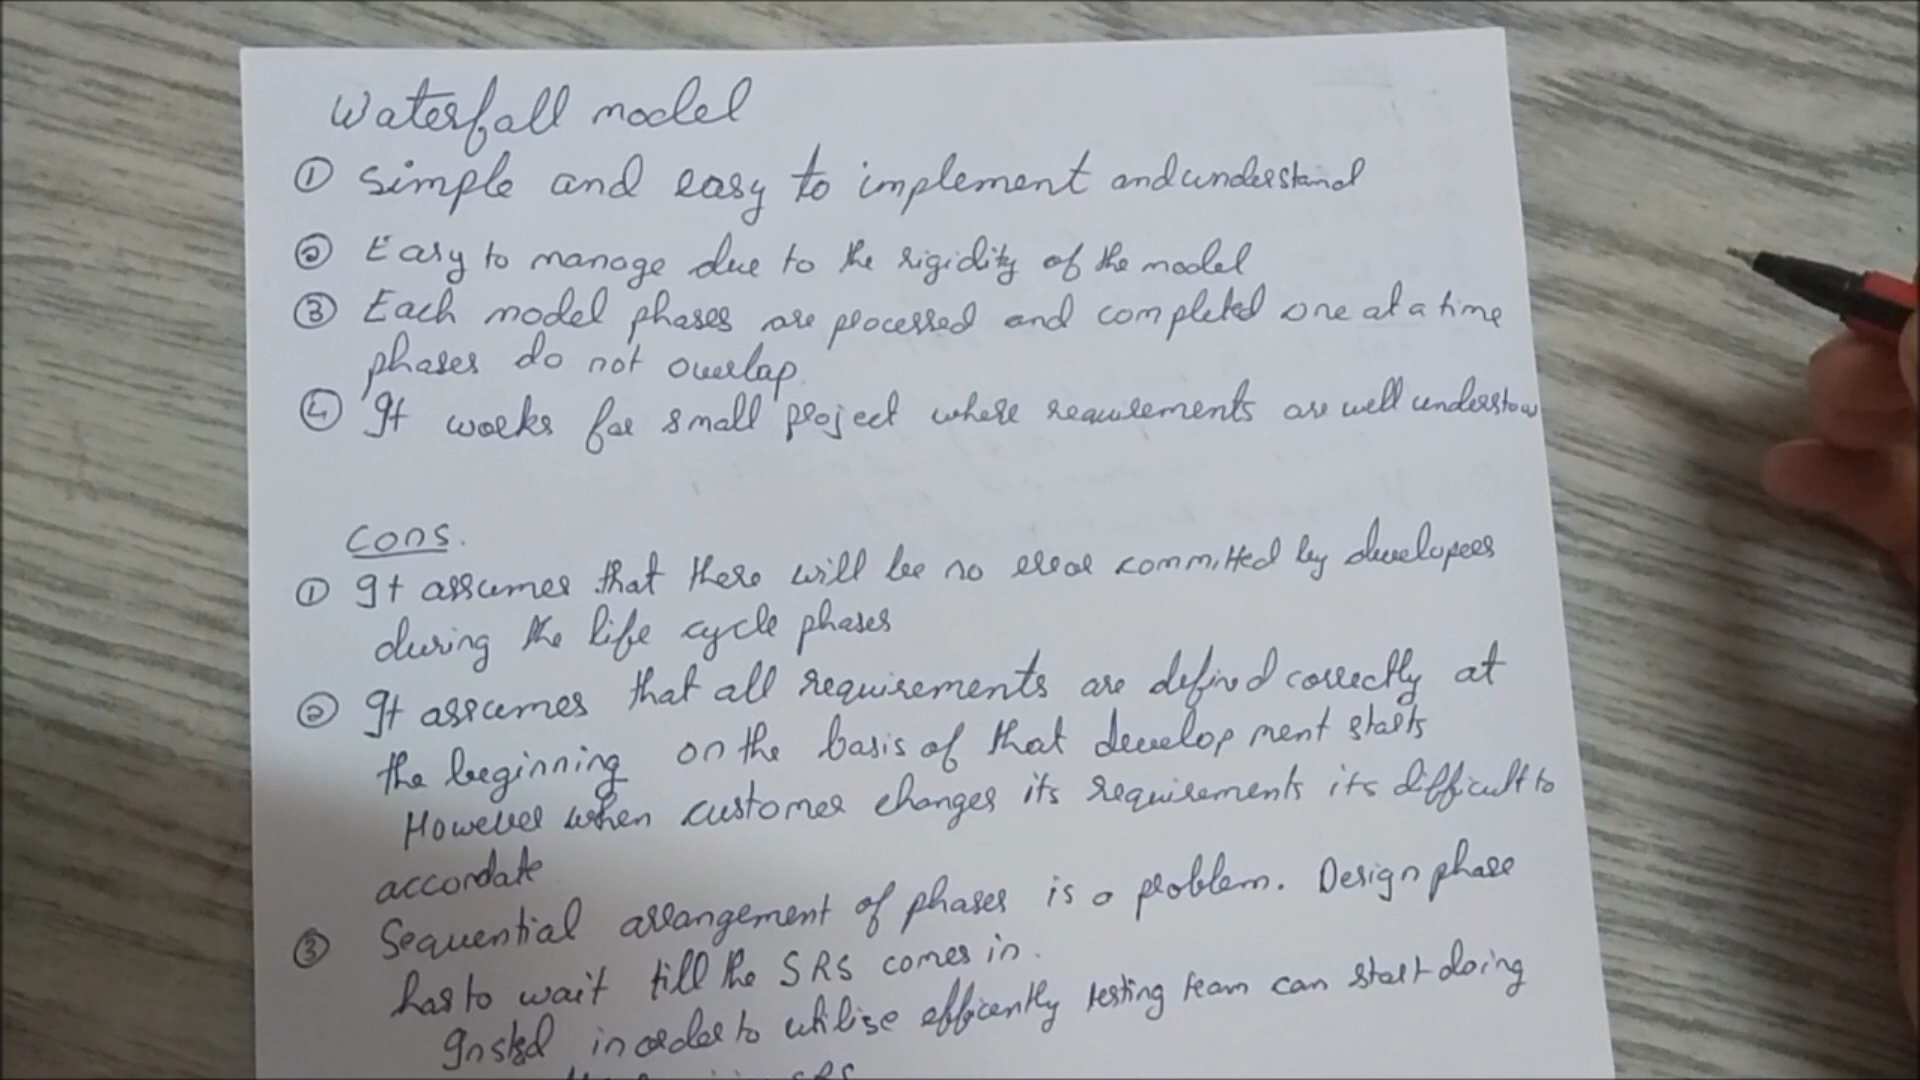 Waterfall model
① Simple and easy to implement and understand
② Easy to manage due to the rigidity of the model
③ Each model phases are processed and completed one at a time
phases do not overlap.
④ It works for small project where requirements are well understow
Cons.
① It assumes that there will be no error committed by developers
during the life cycle phases
② It assumes that all requirements are defined correctly at
the beginning on the basis of that development starts
However when customer changes its requirements its difficult to
accordate
③ Sequential arrangement of phases is a problem. Design phase
has to wait till the SRS comes in.
in order to utilise efficently testing team can start doing
SRS